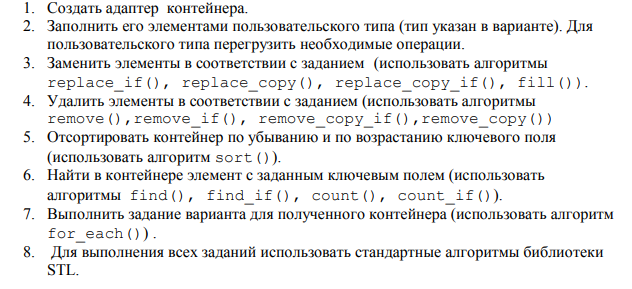 1. Создать адаптер контейнера.
2. Заполнить его элементами пользовательского типа (тип указан в варианте). Для
пользовательского типа перегрузить необходимые операции.
3. Заменить элементы в соответствии с заданием (использовать алгоритмы
replace_if(), replace_copy(), replace_copy_if(), fill()).
4. Удалить элементы в соответствии с заданием (использовать алгоритмы
remove(),remove_if(), remove_copy_if(),remove_copy())
5. Отсортировать контейнер по убыванию и по возрастанию ключевого поля
(использовать алгоритм sort()).
6. Найти в контейнере элемент с заданным ключевым полем (использовать
алгоритмы find(), find_if(), count(), count_if()).
7. Выполнить задание варианта для полученного контейнера (использовать алгоритм
for_each()).
8. Для выполнения всех заданий использовать стандартные алгоритмы библиотеки
STL.